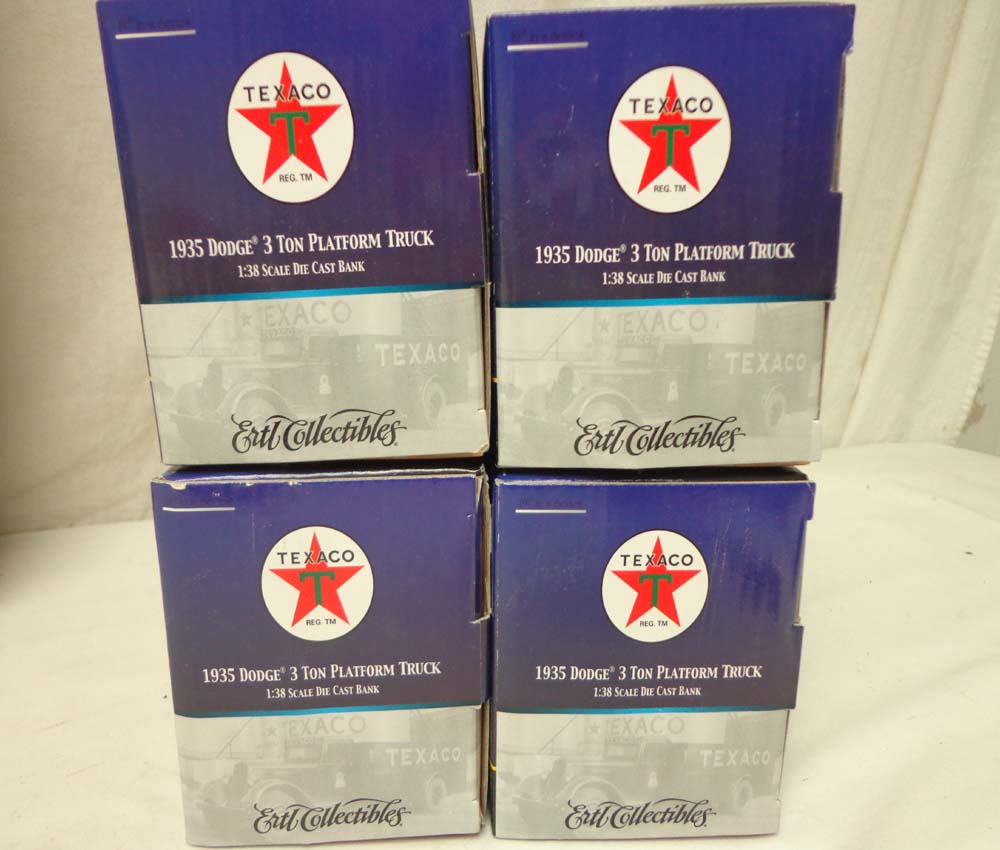 TEXACO
T
REG. TM
1935 DODGE® 3 TON PLATFORM TRUCK
1:38 SCALE DIE CAST BANK
TEXACO
TEXACO
Ertl Collectibles
TEXACO
T
REG. TM
1935 DODGE® 3 TON PLATFORM TRUCK
1:38 SCALE DIE CAST BANK
TEXACO
TEXACO
Ertl Collectibles
TEXACO
T
REG. TM
1935 DODGE® 3 TON PLATFORM TRUCK
1:38 SCALE DIE CAST BANK
TEXACO
TEXACO
Ertl Collectibles
TEXACO
T
REG. TM
1935 DODGE® 3 TON PLATFORM TRUCK
1:38 SCALE DIE CAST BANK
TEXACO
TEXACO
Ertl Collectibles